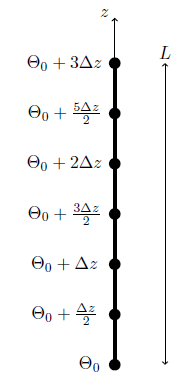 z
L
Θ₀ + 3Δz
Θ₀ + 5Δz/2
Θ₀ + 2Δz
Θ₀ + 3Δz/2
Θ₀ + Δz
Θ₀ + Δz/2
Θ₀